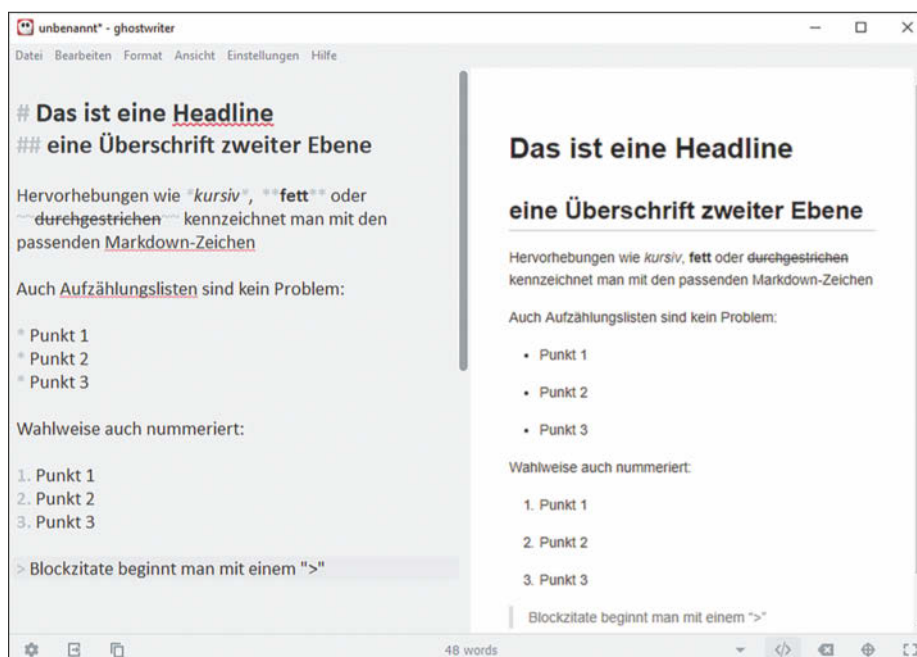 unbenannt* - ghostwriter
Datei Bearbeiten Format Ansicht Einstellungen Hilfe
# Das ist eine Headline
## eine Überschrift zweiter Ebene
Hervorhebungen wie *kursiv*, **fett** oder
~~durchgestrichen~~ kennzeichnet man mit den
passenden Markdown-Zeichen
Auch Aufzählungslisten sind kein Problem:
* Punkt 1
* Punkt 2
* Punkt 3
Wahlweise auch nummeriert:
1. Punkt 1
2. Punkt 2
3. Punkt 3
> Blockzitate beginnt man mit einem ">"
Das ist eine Headline
eine Überschrift zweiter Ebene
Hervorhebungen wie kursiv, fett oder durchgestrichen
kennzeichnet man mit den passenden Markdown-Zeichen
Auch Aufzählungslisten sind kein Problem:
• Punkt 1
• Punkt 2
• Punkt 3
Wahlweise auch nummeriert:
1. Punkt 1
2. Punkt 2
3. Punkt 3
Blockzitate beginnt man mit einem “>”
48 words